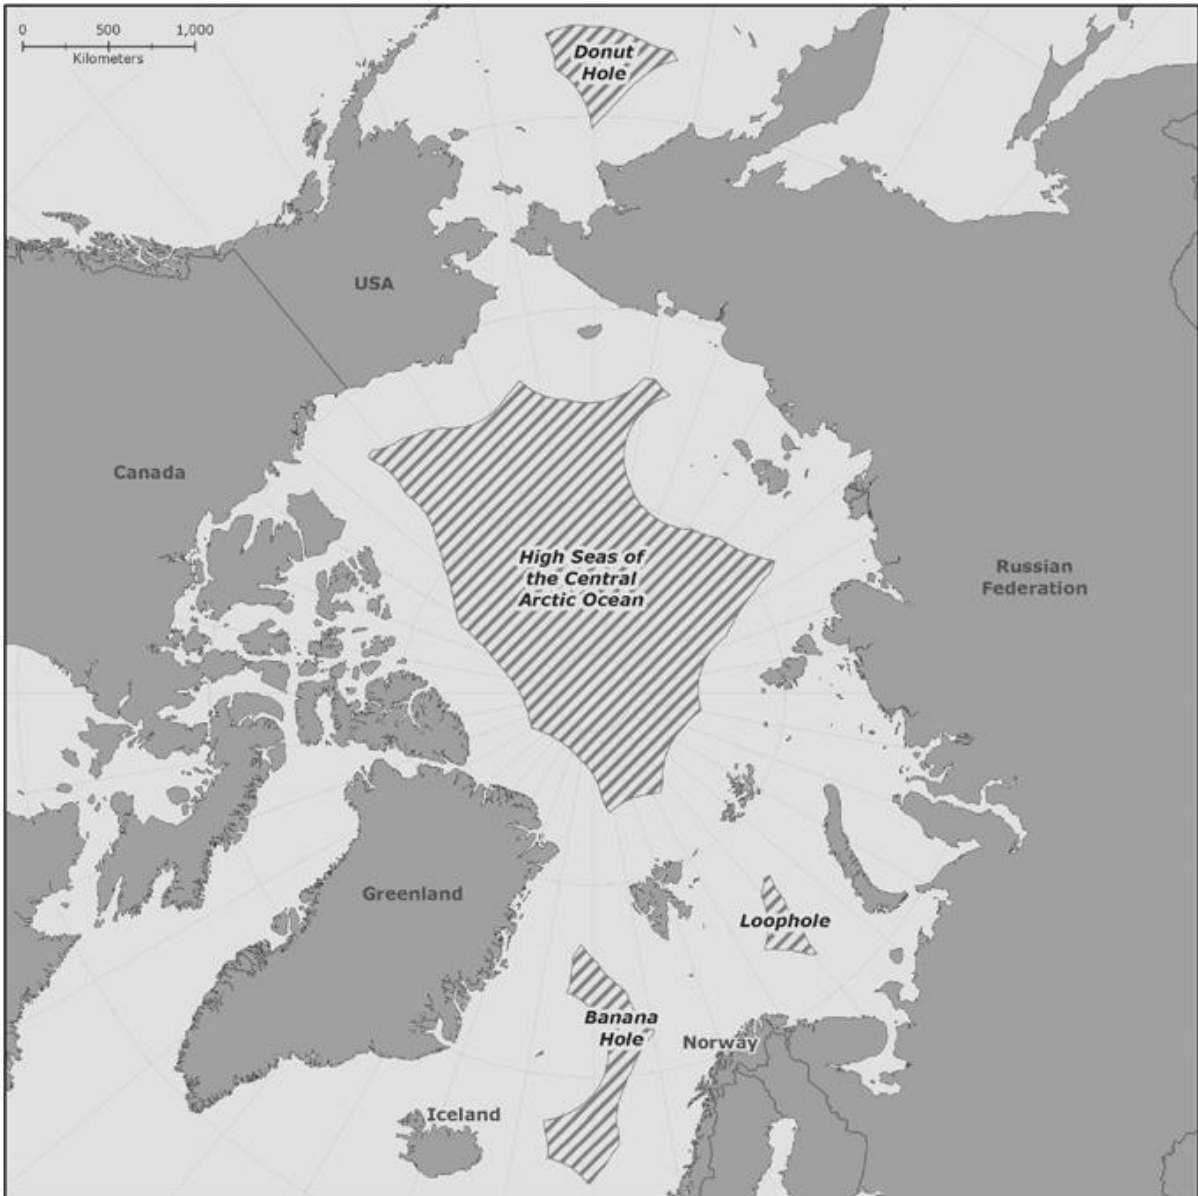 0 500 1,000
Kilometers
Donut
Hole
USA
Canada
High Seas of
the Central
Arctic Ocean
Russian
Federation
Greenland
Loophole
Banana
Hole
Norway
Iceland